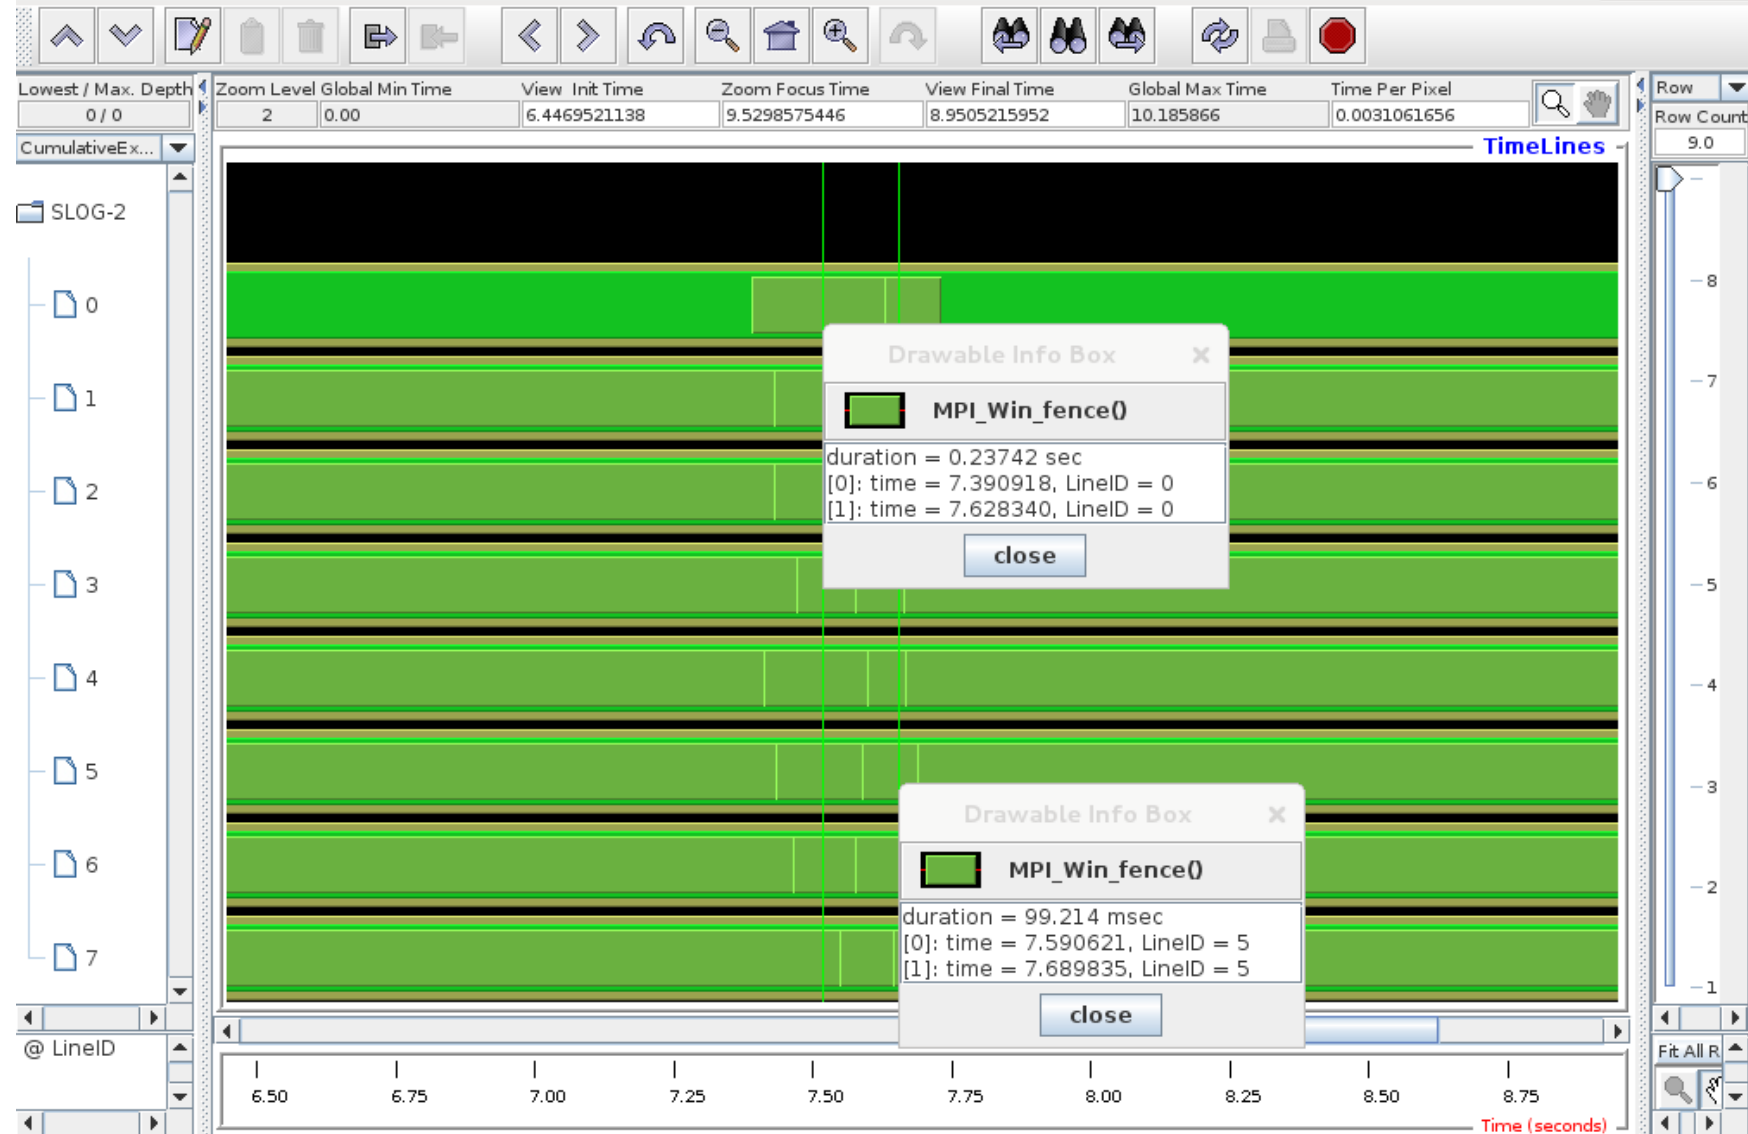 Lowest / Max. Depth
0 / 0
Zoom Level
2
Global Min Time
0.00
View Init Time
6.4469521138
Zoom Focus Time
9.5298575446
View Final Time
8.9505215952
Global Max Time
10.185866
Time Per Pixel
0.0031061656
Row
Row Count
9.0
CumulativeEx...
TimeLines
SLOG-2
0
1
2
3
4
5
6
7
Drawable Info Box
MPI_Win_fence()
duration = 0.23742 sec
[0]: time = 7.390918, LineID = 0
[1]: time = 7.628340, LineID = 0
close
Drawable Info Box
MPI_Win_fence()
duration = 99.214 msec
[0]: time = 7.590621, LineID = 5
[1]: time = 7.689835, LineID = 5
close
8
7
6
5
4
3
2
1
@ LineID
Fit All R
6.50 6.75 7.00 7.25 7.50 7.75 8.00 8.25 8.50 8.75
Time (seconds)